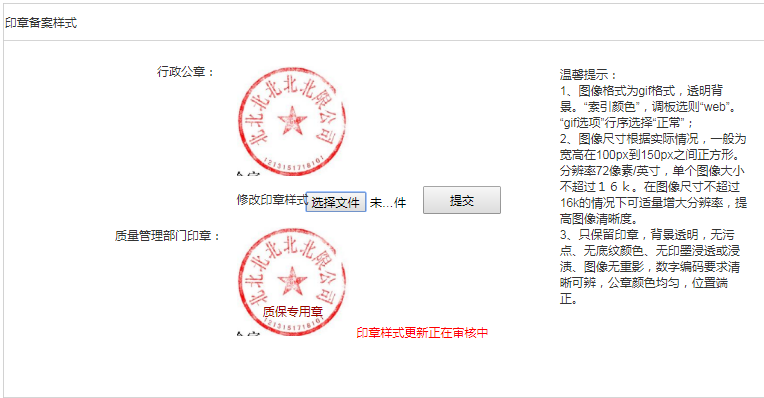 印章备案样式
行政公章：
北北北北北北限公司
1213151718101
修改印章样式
选择文件
未...件
提交
质量管理部门印章：
北北北北北北限公司
质保专用章
1213151718101
印章样式更新正在审核中
温馨提示：
1、图像格式为gif格式，透明背
景。“索引颜色”，调板选则“web”。
“gif选项”行序选择“正常”；
2、图像尺寸根据实际情况，一般为
宽高在100px到150px之间正方形。
分辨率72像素/英寸，单个图像大小
不超过１６ｋ。在图像尺寸不超过
16k的情况下可适量增大分辨率，提
高图像清晰度。
3、只保留印章，背景透明，无污
点、无底纹颜色、无印墨浸透或浸
渍、图像无重影，数字编码要求清
晰可辨，公章颜色均匀，位置端
正。